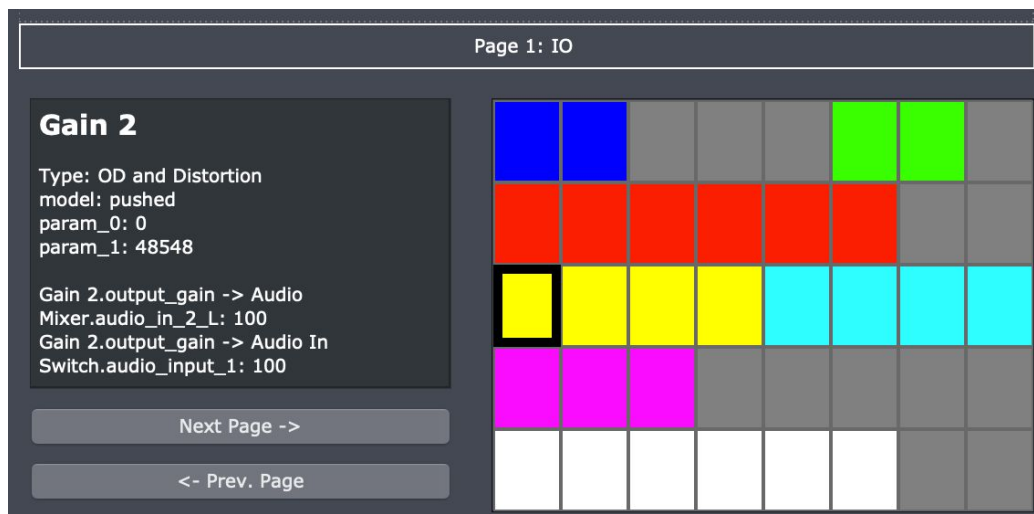 Page 1: IO
Gain 2
Type: OD and Distortion
model: pushed
param_0: 0
param_1: 48548
Gain 2.output_gain -> Audio
Mixer.audio_in_2_L: 100
Gain 2.output_gain -> Audio In
Switch.audio_input_1: 100
Next Page ->
<- Prev. Page